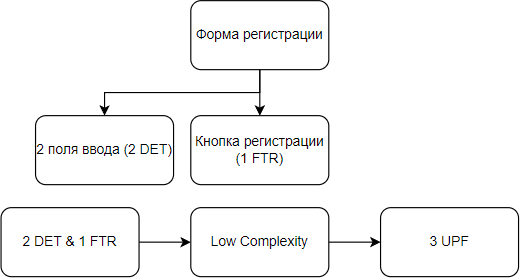 Форма регистрации
2 поля ввода (2 DET)
Кнопка регистрации
(1 FTR)
2 DET & 1 FTR
Low Complexity
3 UPF